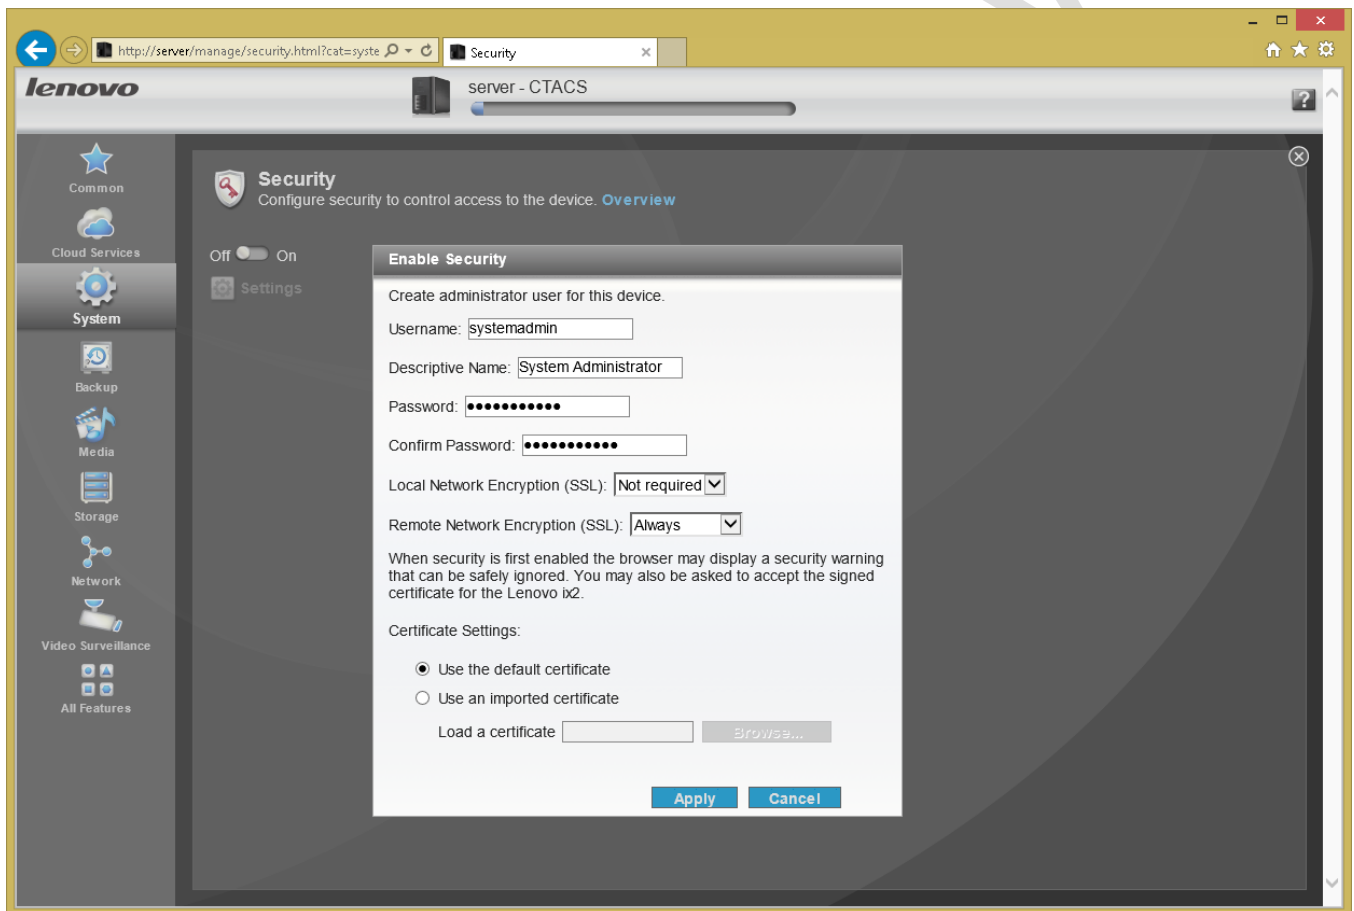 http://server/manage/security.html?cat=syste
Security
lenovo
server - CTACS
?
Common
Cloud Services
System
Backup
Media
Storage
Network
Video Surveillance
All Features
Security
Configure security to control access to the device. Overview
Off On
Settings
Enable Security
Create administrator user for this device.
Username: systemadmin
Descriptive Name: System Administrator
Password: ●●●●●●●●●●●
Confirm Password: ●●●●●●●●●●●
Local Network Encryption (SSL): Not required
Remote Network Encryption (SSL): Always
When security is first enabled the browser may display a security warning
that can be safely ignored. You may also be asked to accept the signed
certificate for the Lenovo ix2.
Certificate Settings:
Use the default certificate
Use an imported certificate
Load a certificate Browse...
Apply Cancel